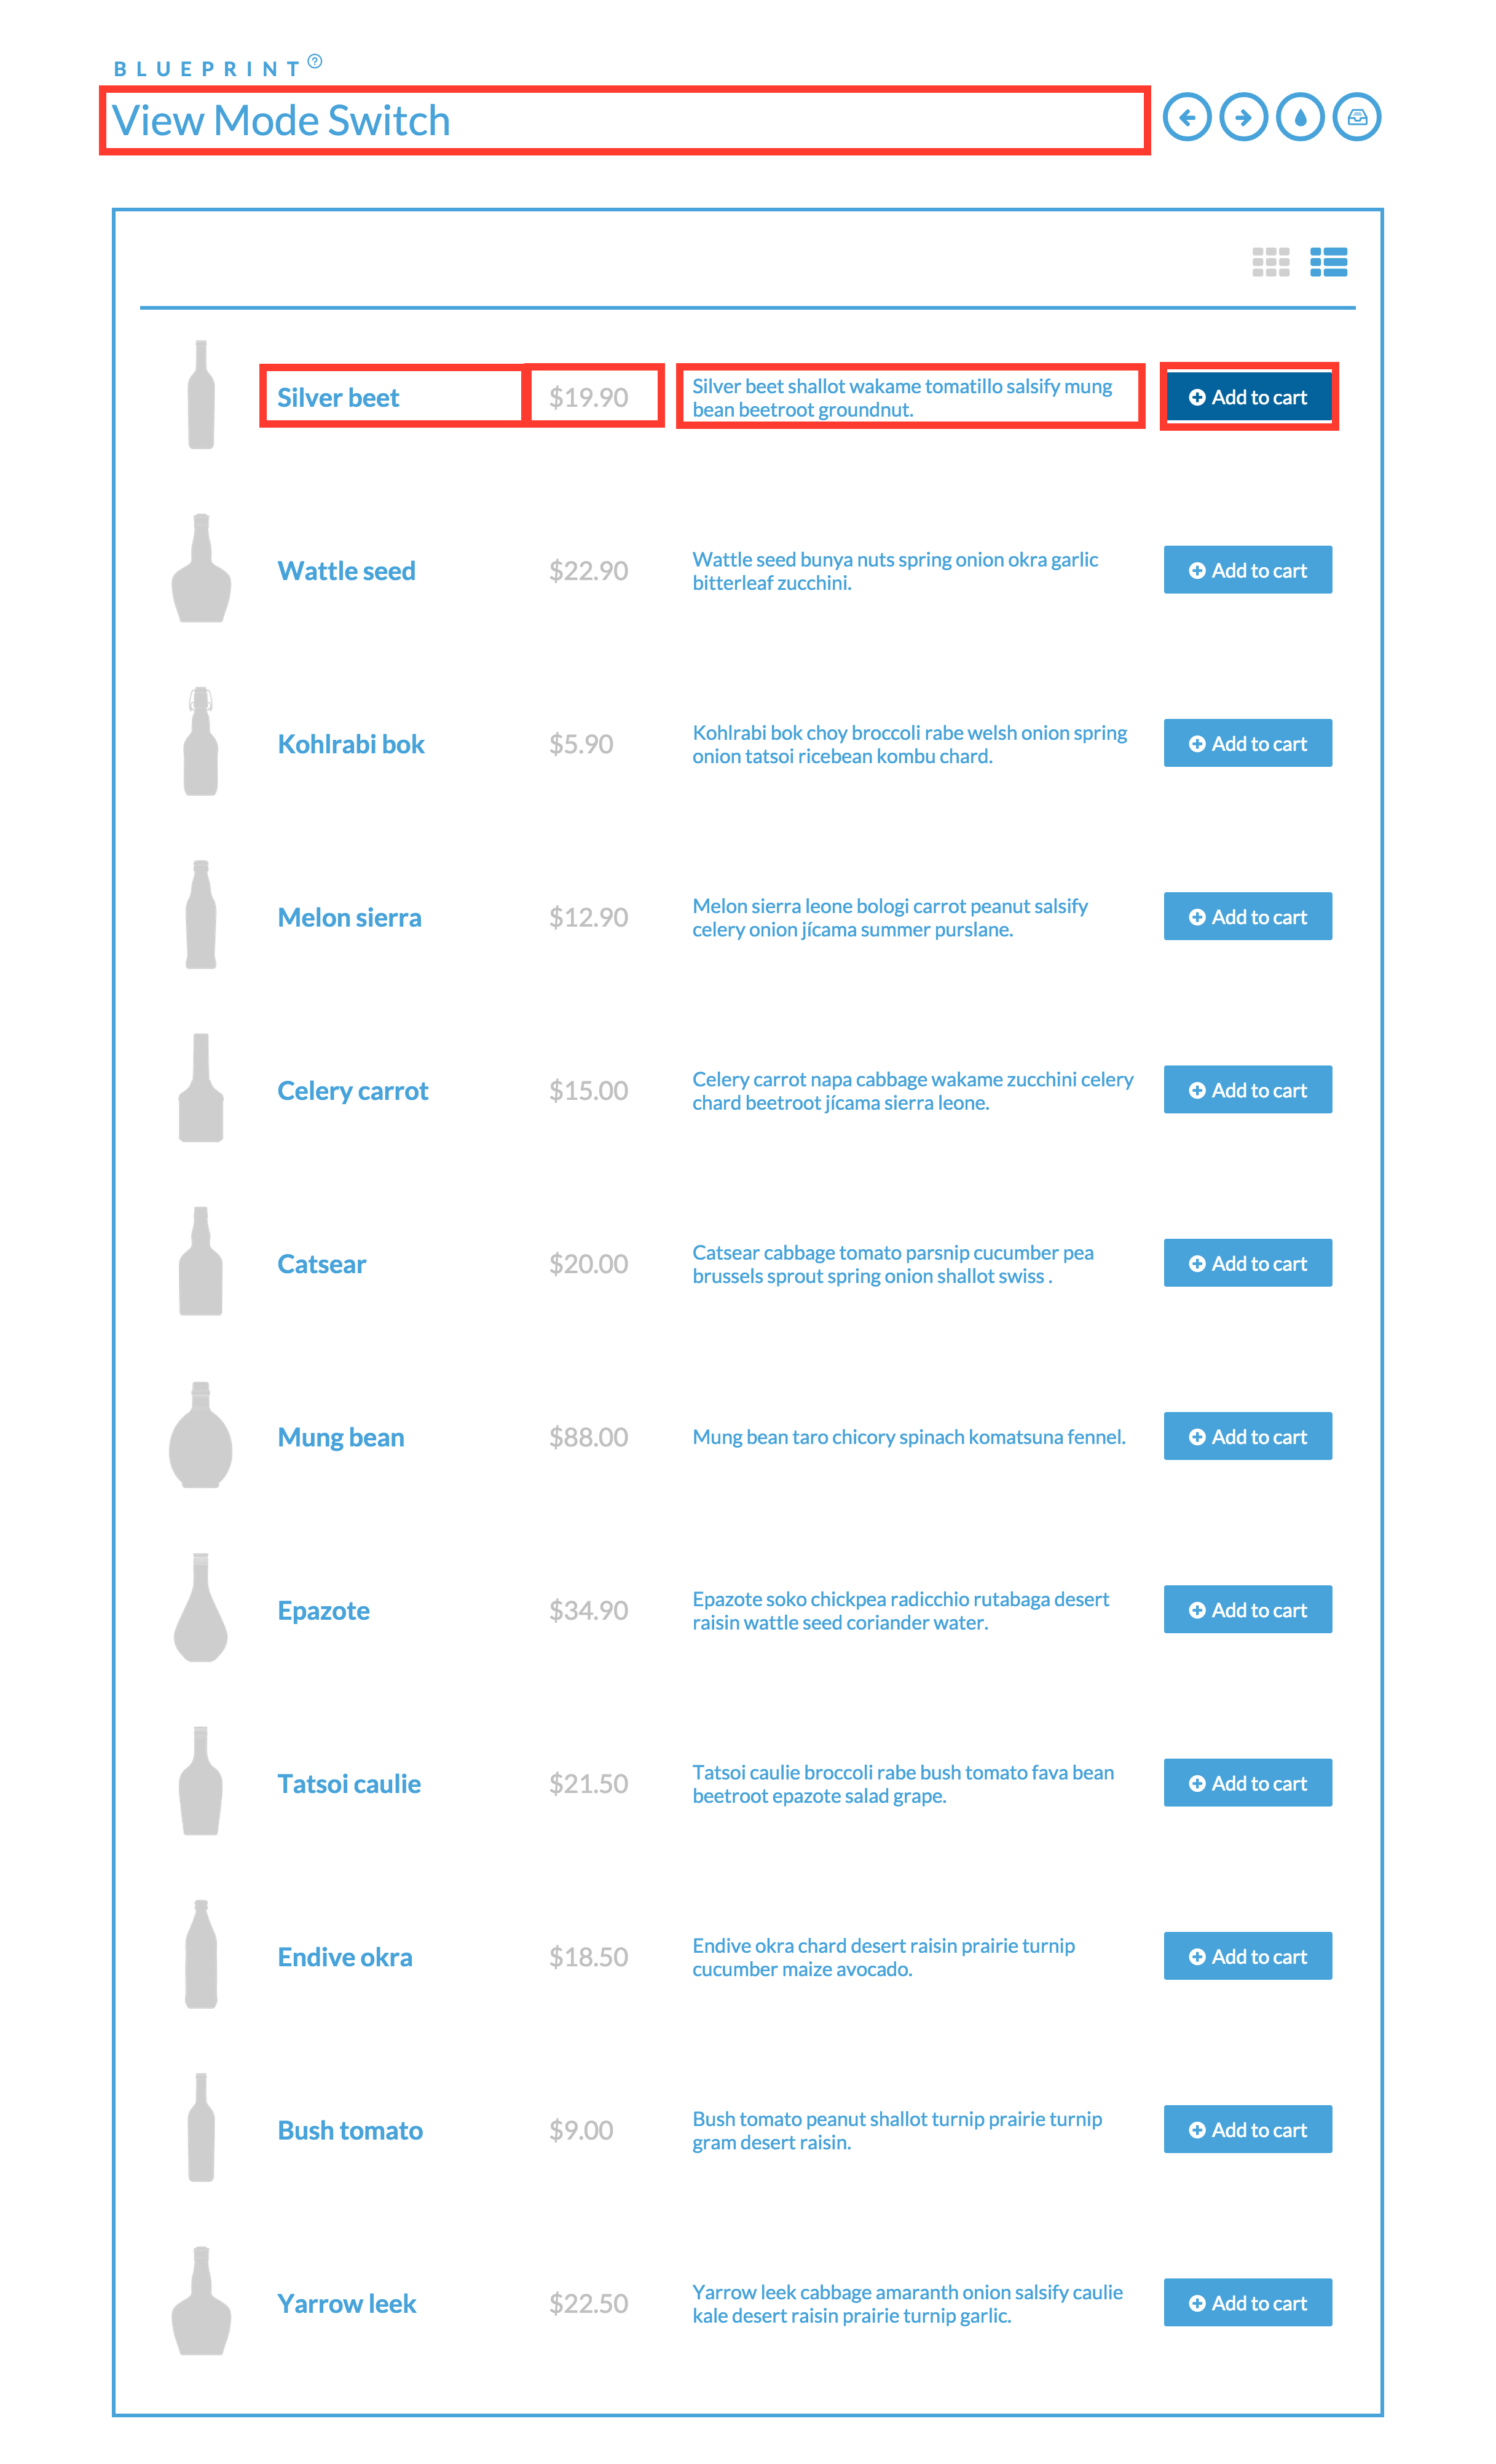 BLUEPRINT
View Mode Switch
Silver beet
$19.90
Silver beet shallot wakame tomatillo salsify mung
bean beetroot groundnut.
Add to cart
Wattle seed
$22.90
Wattle seed bunya nuts spring onion okra garlic
bitterleaf zucchini.
Add to cart
Kohlrabi bok
$5.90
Kohlrabi bok choy broccoli rabe welsh onion spring
onion tatsoi ricebean kombu chard.
Add to cart
Melon sierra
$12.90
Melon sierra leone bologi carrot peanut salsify
celery onion jícama summer purslane.
Add to cart
Celery carrot
$15.00
Celery carrot napa cabbage wakame zucchini celery
chard beetroot jícama sierra leone.
Add to cart
Catsear
$20.00
Catsear cabbage tomato parsnip cucumber pea
brussels sprout spring onion shallot swiss .
Add to cart
Mung bean
$88.00
Mung bean taro chicory spinach komatsuna fennel.
Add to cart
Epazote
$34.90
Epazote soko chickpea radicchio rutabaga desert
raisin wattle seed coriander water.
Add to cart
Tatsoi caulie
$21.50
Tatsoi caulie broccoli rabe bush tomato fava bean
beetroot epazote salad grape.
Add to cart
Endive okra
$18.50
Endive okra chard desert raisin prairie turnip
cucumber maize avocado.
Add to cart
Bush tomato
$9.00
Bush tomato peanut shallot turnip prairie turnip
gram desert raisin.
Add to cart
Yarrow leek
$22.50
Yarrow leek cabbage amaranth onion salsify caulie
kale desert raisin prairie turnip garlic.
Add to cart